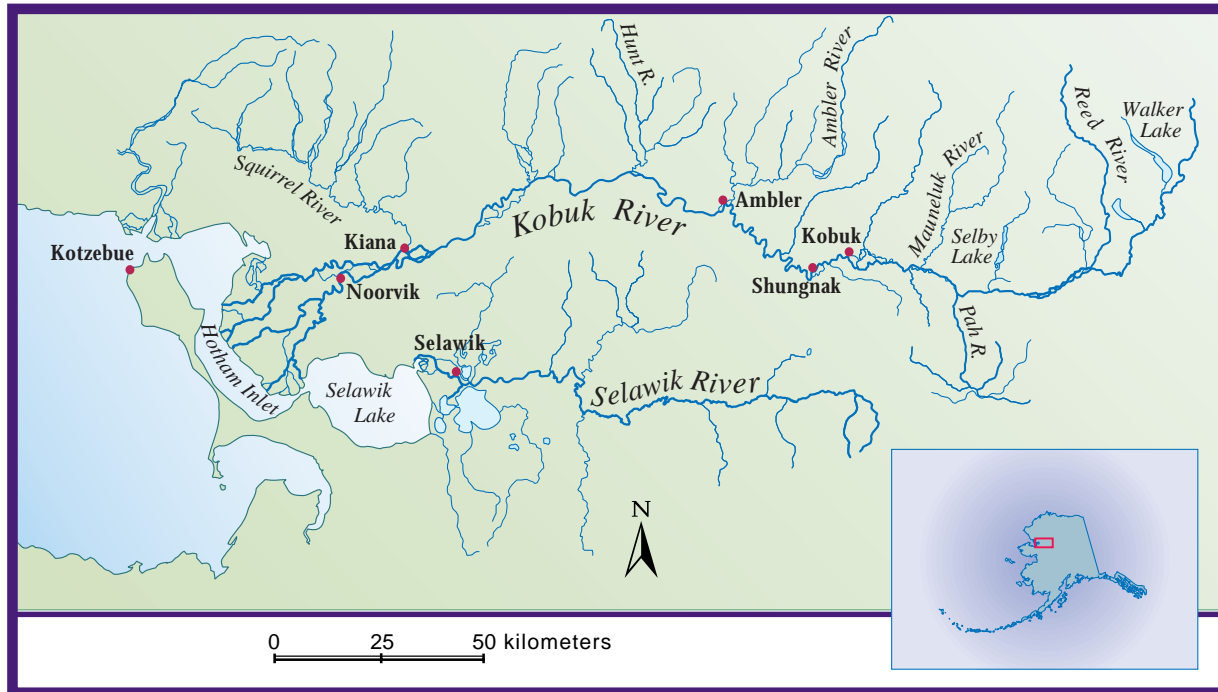 Hunt R.
Ambler River
Reed River
Walker
Lake
Squirrel River
Mauneluk River
Kobuk River
Ambler
Kiana
Kobuk
Selby
Lake
Kotzebue
Noorvik
Shungnak
Pah R.
Hotham Inlet
Selawik
Selawik
Lake
Selawik River
N
0 25 50 kilometers